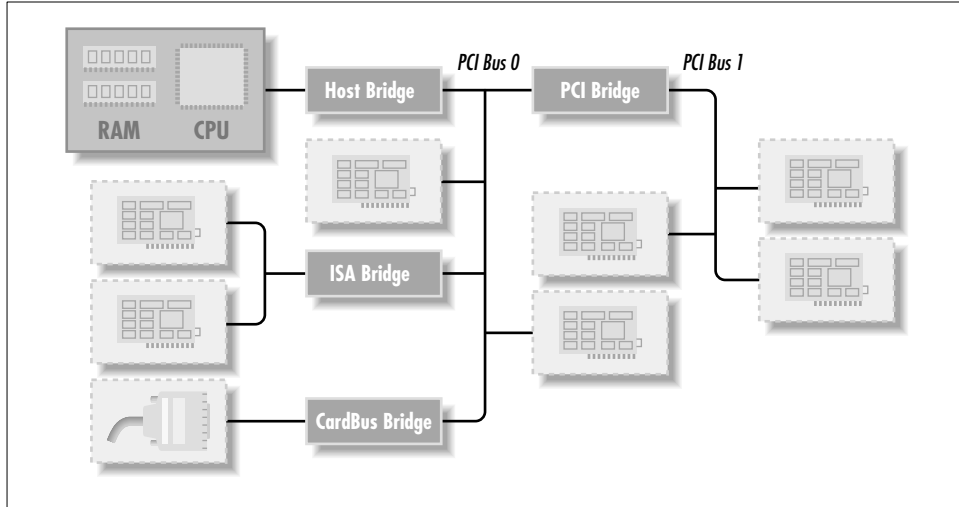 PCI Bus 0
PCI Bus 1
Host Bridge
PCI Bridge
RAM
CPU
ISA Bridge
CardBus Bridge